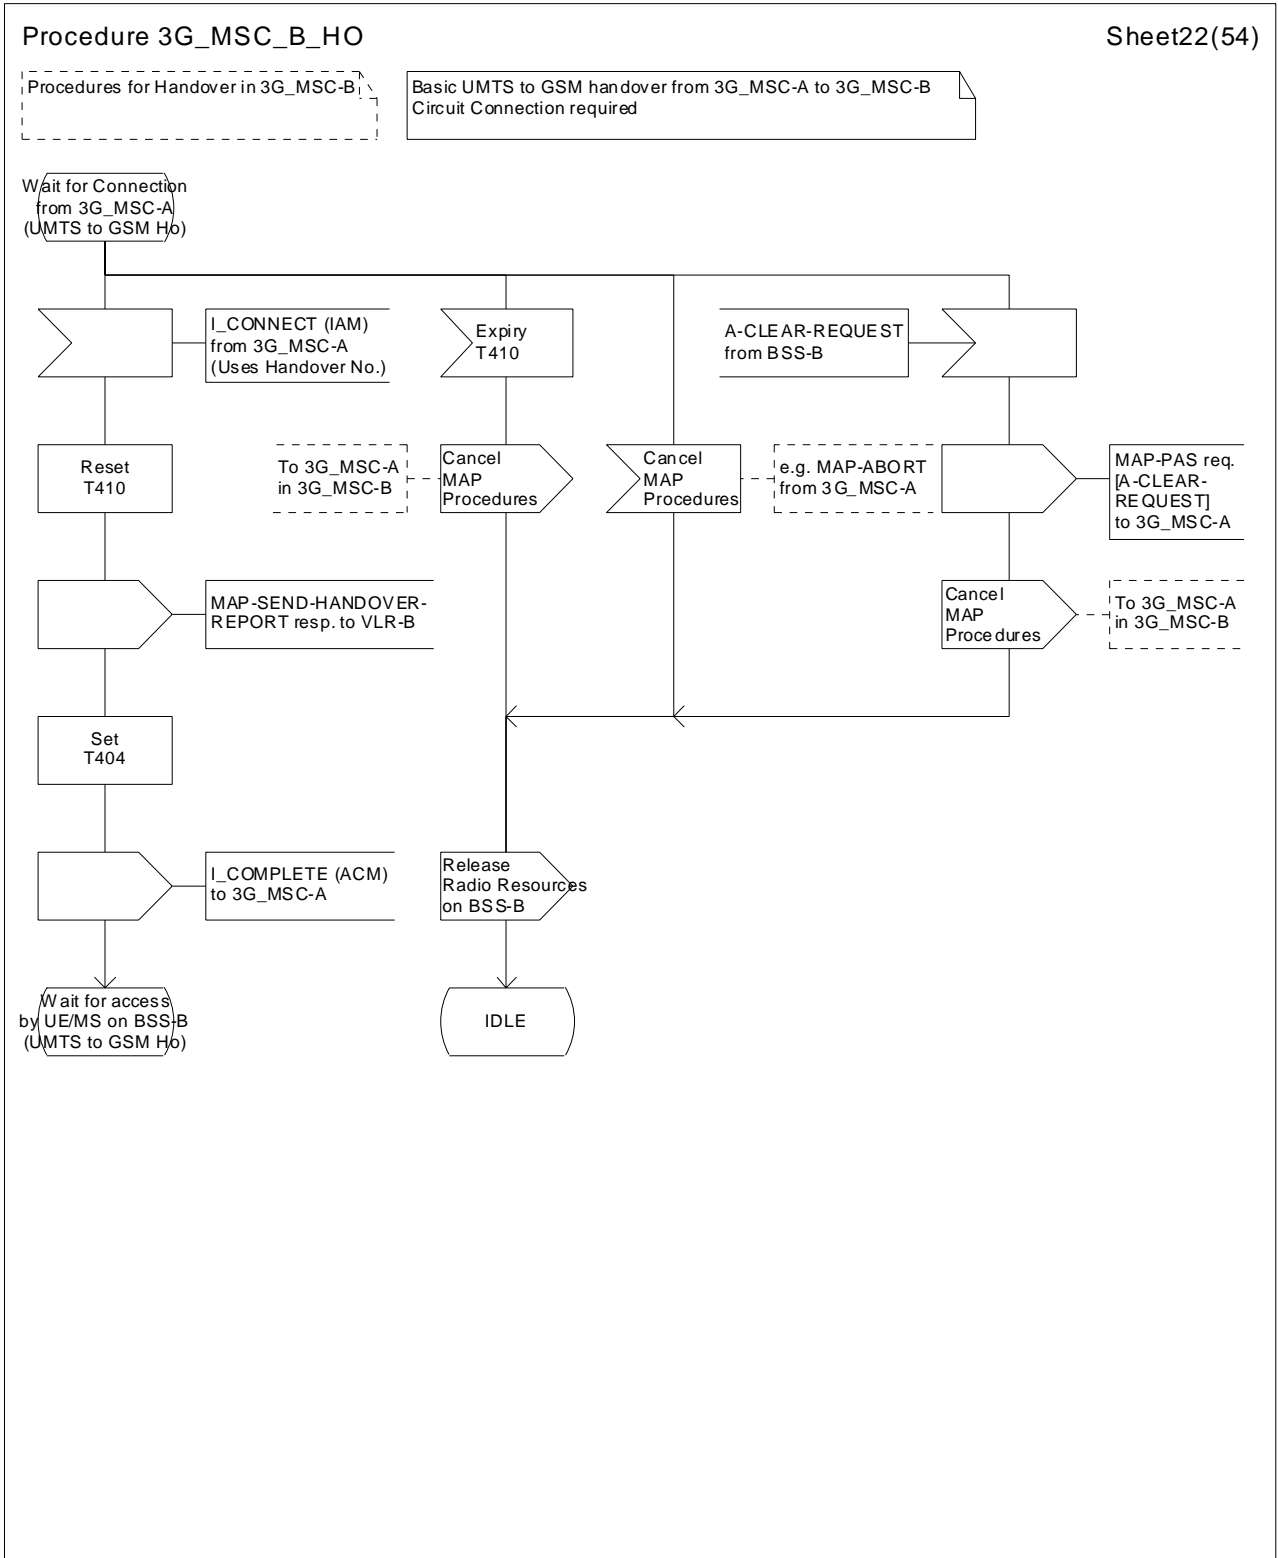 Procedure 3G_MSC_B_HO
Sheet22(54)
Procedures for Handover in 3G_MSC-B
Basic UMTS to GSM handover from 3G_MSC-A to 3G_MSC-B
Circuit Connection required
Wait for Connection
from 3G_MSC-A
(UMTS to GSM Ho)
I_CONNECT (IAM)
from 3G_MSC-A
(Uses Handover No.)
Expiry
T410
A-CLEAR-REQUEST
from BSS-B
Reset
T410
To 3G_MSC-A
in 3G_MSC-B
Cancel
MAP
Procedures
Cancel
MAP
Procedures
e.g. MAP-ABORT
from 3G_MSC-A
MAP-PAS req.
[A-CLEAR-
REQUEST]
to 3G_MSC-A
MAP-SEND-HANDOVER-
REPORT resp. to VLR-B
Cancel
MAP
Procedures
To 3G_MSC-A
in 3G_MSC-B
Set
T404
I_COMPLETE (ACM)
to 3G_MSC-A
Release
Radio Resources
on BSS-B
Wait for access
by UE/MS on BSS-B
(UMTS to GSM Ho)
IDLE